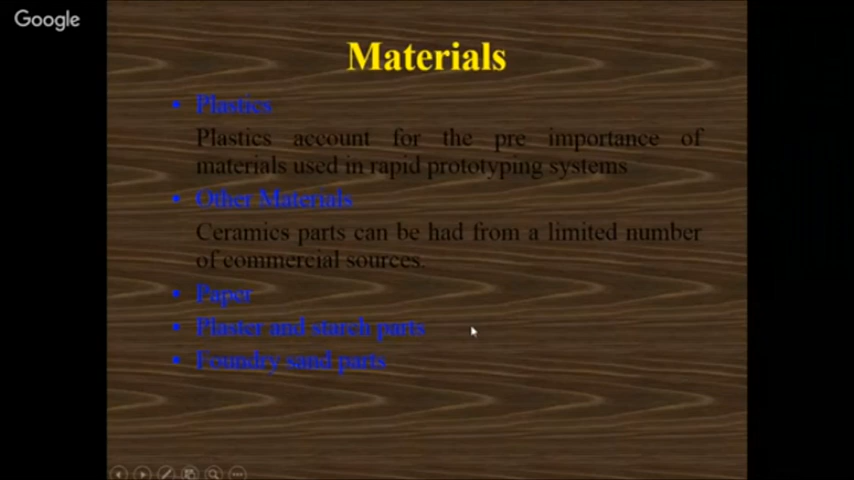 Google
Materials
• Plastics
Plastics account for the pre importance of
materials used in rapid prototyping systems
• Other Materials
Ceramics parts can be had from a limited number
of commercial sources.
• Paper
• Plaster and starch parts
• Foundry sand parts